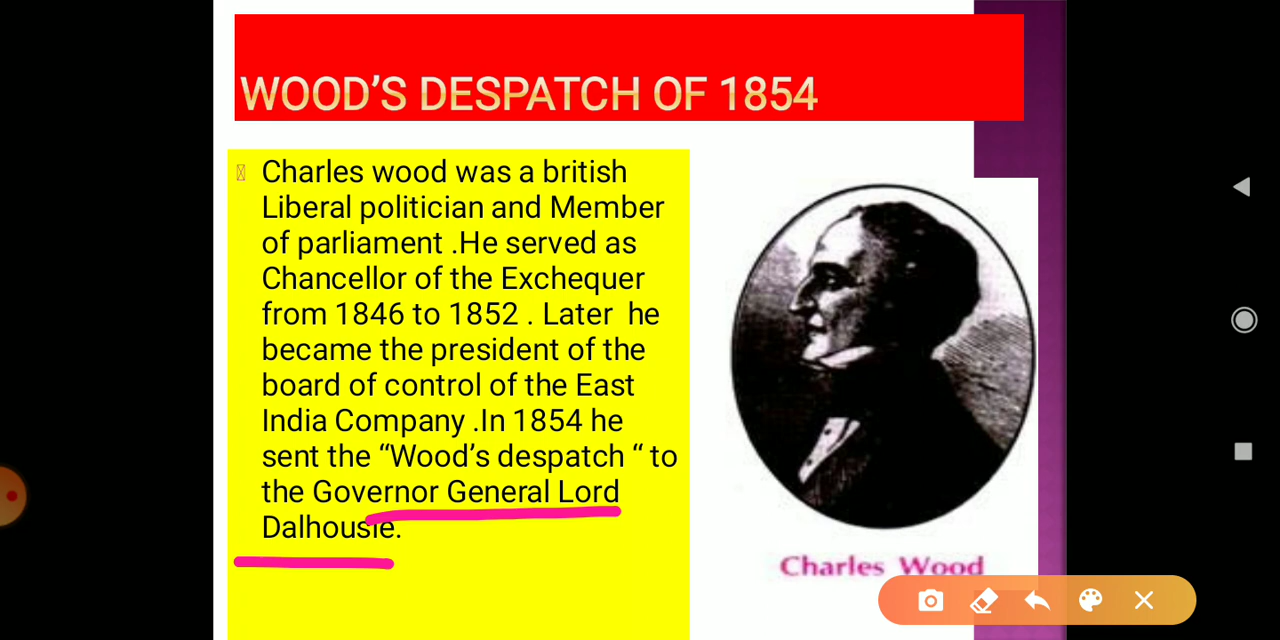 WOOD’S DESPATCH OF 1854
Charles wood was a british
Liberal politician and Member
of parliament .He served as
Chancellor of the Exchequer
from 1846 to 1852 . Later  he
became the president of the
board of control of the East
India Company .In 1854 he
sent the “Wood’s despatch “ to
the Governor General Lord
Dalhousie.
Charles Wood